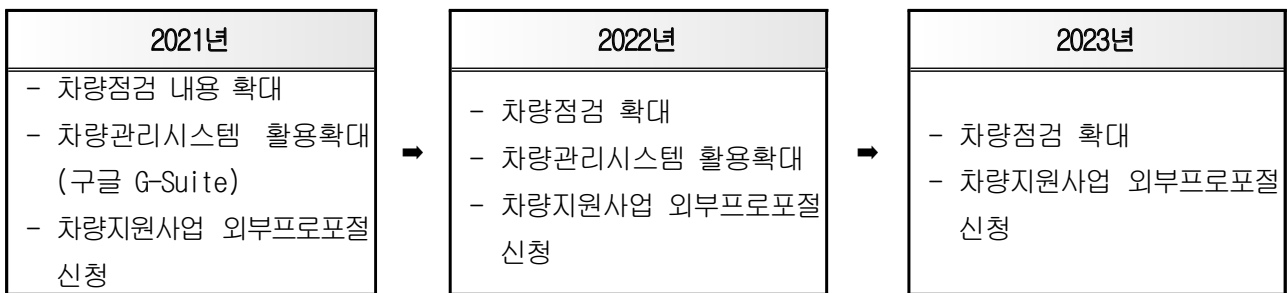 2021년
- 차량점검 내용 확대
- 차량관리시스템 활용확대
(구글 G-Suite)
- 차량지원사업 외부프로포절
신청
➡
2022년
- 차량점검 확대
- 차량관리시스템 활용확대
- 차량지원사업 외부프로포절
신청
➡
2023년
- 차량점검 확대
- 차량지원사업 외부프로포절
신청